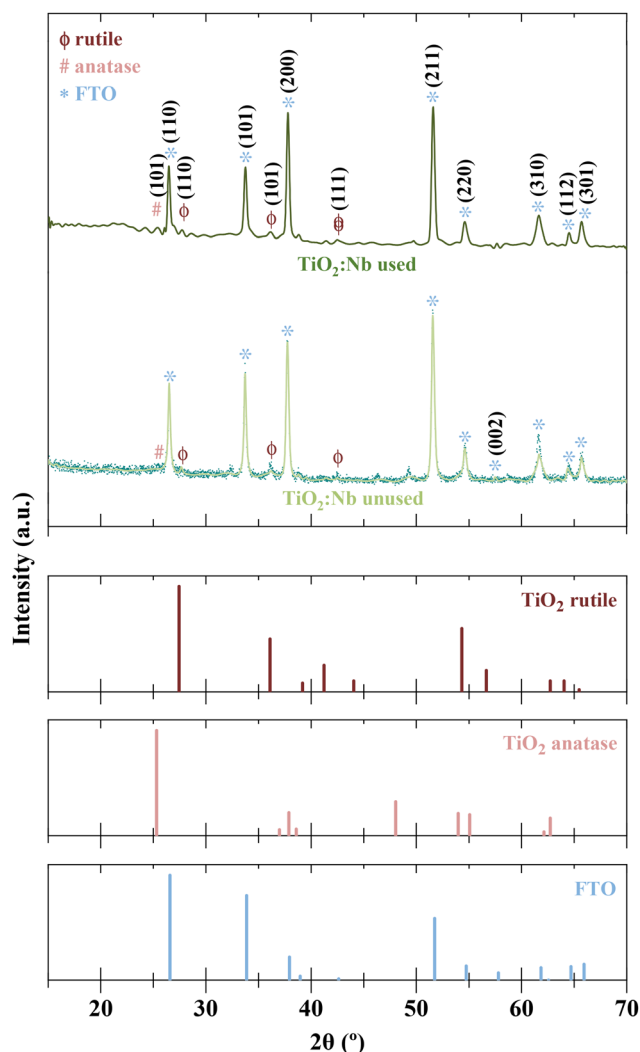 ϕ rutile
# anatase
* FTO
(101)
(110)
(110)
(101)
(101)
(200)
(111)
(211)
(220)
(310)
(112)
(301)
* # ϕ * ϕ * ϕ * * * * *
TiO₂:Nb used
(002)
* # ϕ * ϕ * ϕ * * * * * *
TiO₂:Nb unused
Intensity (a.u.)
TiO₂ rutile
TiO₂ anatase
FTO
20 30 40 50 60 70
2θ (º)